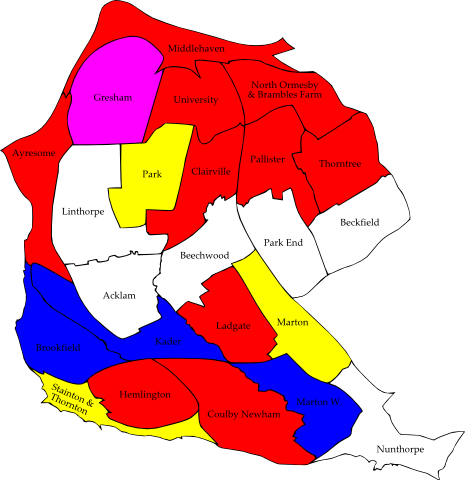 Middlehaven
North Ormesby
& Brambles Farm
Gresham
University
Ayresome
Park
Clairville
Pallister
Thorntree
Linthorpe
Beckfield
Beechwood
Park End
Acklam
Ladgate
Marton
Kader
Brookfield
Stainton &
Thornton
Hemlington
Coulby Newham
Marton W.
Nunthorpe